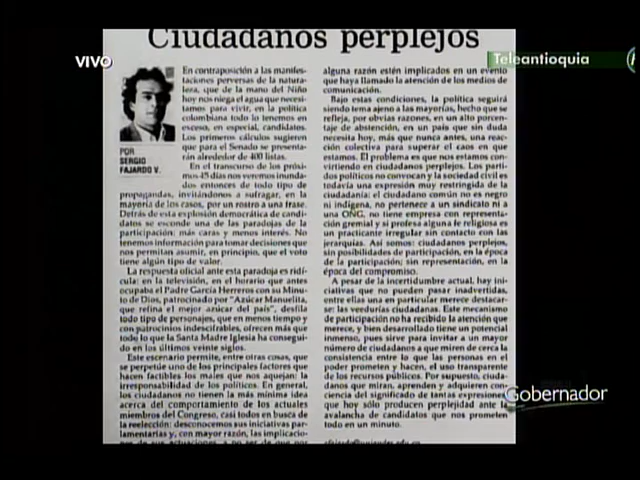 Ciudadanos perplejos
VIVO
Teleantioquia
POR
SERGIO
FAJARDO V.
En contraposición a las manifes-
taciones perversas de la natura-
leza, que de la mano del Niño
hoy nos niega el agua que necesi-
tamos para vivir, en la política
colombiana todo lo tenemos en
exceso, en especial, candidatos.
Los primeros cálculos sugieren
que para el Senado se presenta-
rán alrededor de 400 listas.
En el transcurso de los próxi-
mos 45 días nos veremos inunda-
dos entonces de todo tipo de
propagandas, invitándonos a sufragar, en la
mayoría de los casos, por un rostro a una frase.
Detrás de esta explosión democrática de candi-
datos se esconde una de las paradojas de la
participación: más caras y menos interés. No
tenemos información para tomar decisiones que
nos permitan asumir, en principio, que el voto
tiene algún tipo de valor.
La respuesta oficial ante esta paradoja es ridí-
cula: en la televisión, en el horario que antes
ocupaba el Padre García Herreros con su Minu-
to de Dios, patrocinado por "Azúcar Manuelita,
que refina el mejor azúcar del país", desfila
todo tipo de personajes, que en menos tiempo y
con patrocinios indescifrables, ofrecen más que
todo lo que la Santa Madre Iglesia ha consegui-
do en los últimos veinte siglos.
Este escenario permite, entre otras cosas, que
se perpetúe uno de los principales factores que
hacen factibles los males que nos aquejan: la
irresponsabilidad de los políticos. En general,
los ciudadanos no tienen la más mínima idea
acerca del comportamiento de los actuales
miembros del Congreso, casi todos en busca de
la reelección: desconocemos sus iniciativas par-
lamentarias y, con mayor razón, las implicacio-
nes de sus actuaciones, a no ser de que por
alguna razón estén implicados en un evento
que haya llamado la atención de los medios de
comunicación.
Bajo estas condiciones, la política seguirá
siendo tema ajeno a las mayorías, hecho que se
refleja, por obvias razones, en un alto porcen-
taje de abstención, en un país que sin duda
necesita hoy, más que nunca antes, una reac-
ción colectiva para superar el caos en que
estamos. El problema es que nos estamos con-
virtiendo en ciudadanos perplejos. Los parti-
dos políticos no convocan y la sociedad civil es
todavía una expresión muy restringida de la
ciudadanía: el ciudadano común no es negro
ni indígena, no pertenece a un sindicato ni a
una ONG, no tiene empresa con representa-
ción gremial y si profesa alguna fe religiosa es
un practicante irregular sin contacto con las
jerarquías. Así somos: ciudadanos perplejos,
sin posibilidades de participación, en la época
de la participación; sin representación, en la
época del compromiso.
A pesar de la incertidumbre actual, hay ini-
ciativas que no pueden pasar inadvertidas,
entre ellas una en particular merece destacar-
se: las veedurías ciudadanas. Este mecanismo
de participación no ha recibido la atención que
merece, y bien desarrollado tiene un potencial
inmenso, pues sirve para invitar a un mayor
número de ciudadanos a que miren de cerca la
consistencia entre lo que las personas en el
poder prometen y hacen, el uso transparente
de los recursos públicos. Por supuesto, ciuda-
danos que miran, aprenden y adquieren con-
ciencia del significado de tantas expresiones
que hoy sólo producen perplejidad ante la
avalancha de candidatos que nos prometen
todo en un minuto.
Gobernador